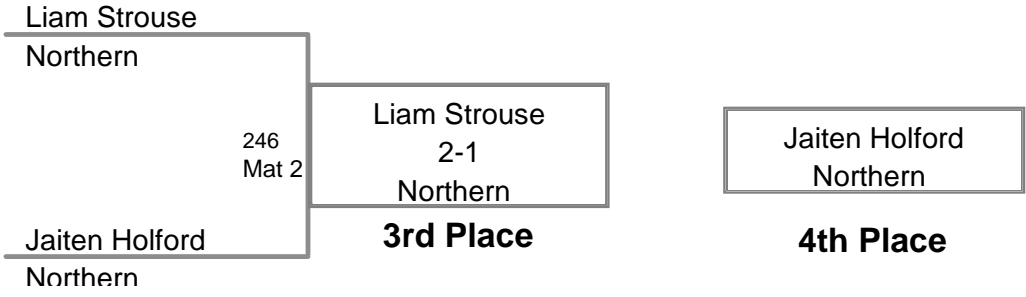 Liam Strouse
Northern
246
Mat 2
Liam Strouse
2-1
Northern
3rd Place
Jaiten Holford
Northern
4th Place
Jaiten Holford
Northern